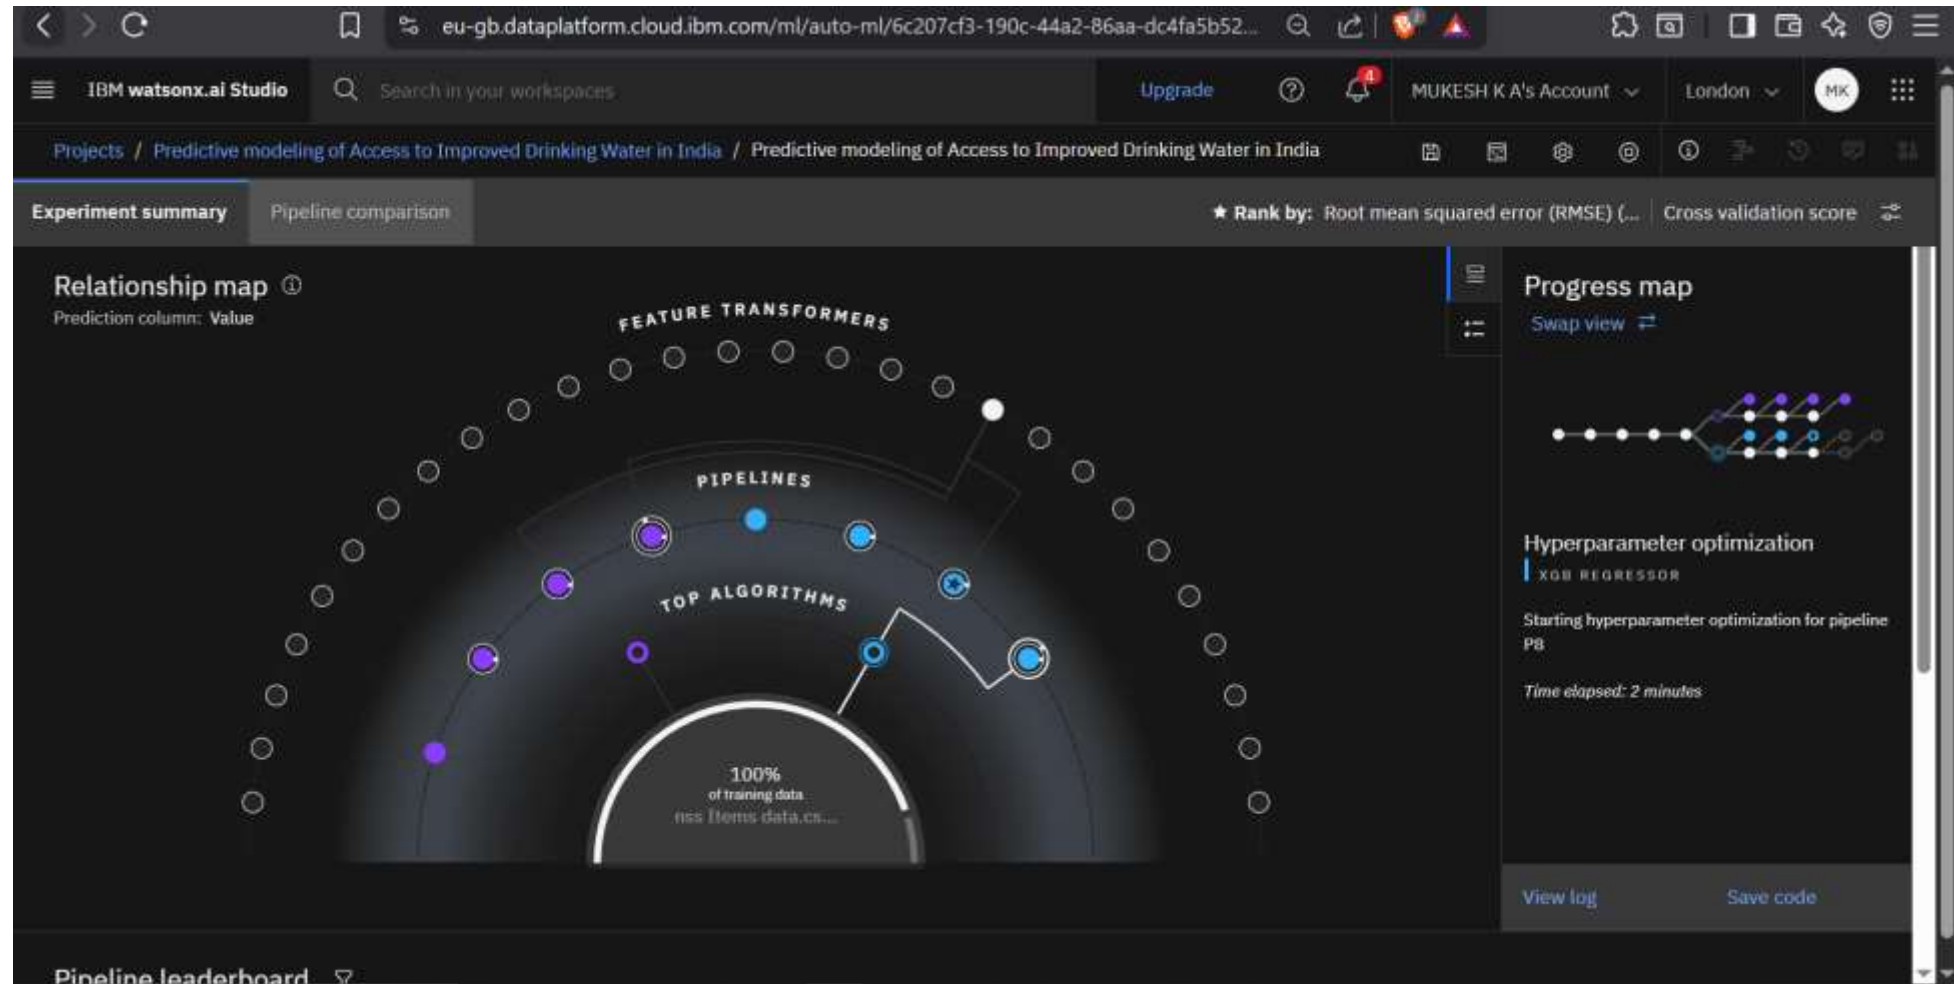 eu-gb.dataplatform.cloud.ibm.com/ml/auto-ml/6c207cf3-190c-44a2-86aa-dc4fa5b52...
IBM watsonx.ai Studio
Search in your workspaces
Upgrade
4
MUKESH K A's Account
London
MK
Projects / Predictive modeling of Access to Improved Drinking Water in India / Predictive modeling of Access to Improved Drinking Water in India
Experiment summary
Pipeline comparison
★ Rank by: Root mean squared error (RMSE) (... Cross validation score
Relationship map
Prediction column: Value
FEATURE TRANSFORMERS
PIPELINES
TOP ALGORITHMS
100%
of training data
nss Items data.cs...
Progress map
Swap view
Hyperparameter optimization
XGB REGRESSOR
Starting hyperparameter optimization for pipeline
P8
Time elapsed: 2 minutes
View log
Save code
Pipeline leaderboard